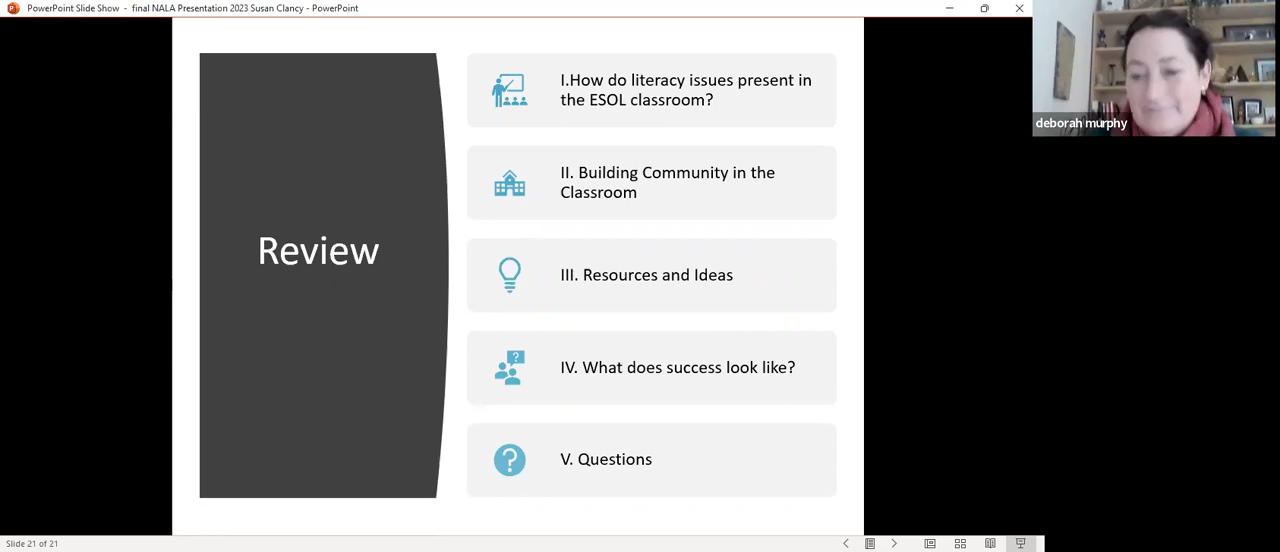 PowerPoint Slide Show - final NALA Presentation 2023 Susan Clancy - PowerPoint
deborah murphy
Review
I.How do literacy issues present in
the ESOL classroom?
II. Building Community in the
Classroom
III. Resources and Ideas
?
IV. What does success look like?
?
V. Questions
Slide 21 of 21